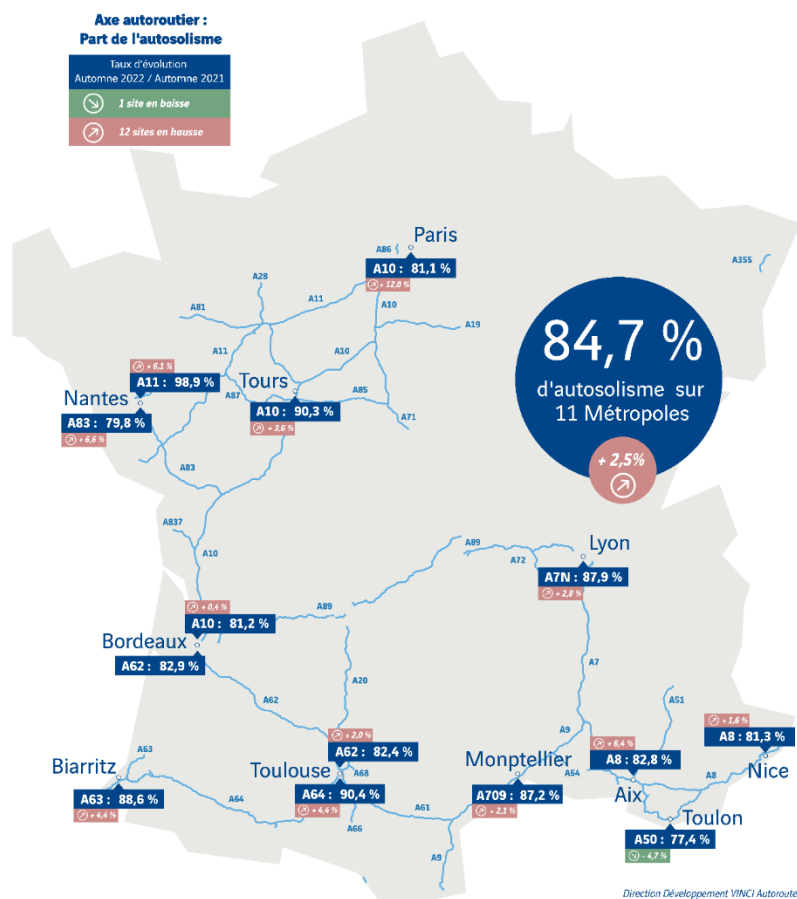 Axe autoroutier :
Part de l'autosolisme
Taux d'évolution
Automne 2022 / Automne 2021
1 site en baisse
12 sites en hausse
Paris
A86
A10 : 81,1 %
+ 12,0 %
A355
A28
A11
A81
A10
A19
84,7 %
d'autosolisme sur
11 Métropoles
+ 2,5%
A11
A10
+ 6,1 %
A11 : 98,9 %
Tours
A87
A85
Nantes
A10 : 90,3 %
+ 3,6 %
A83 : 79,8 %
+ 6,6 %
A71
A83
A837
A10
A89
A72
Lyon
A7N : 87,9 %
+ 2,8 %
+ 0,4 %
A10 : 81,2 %
A89
Bordeaux
A62 : 82,9 %
A7
A20
A62
A51
A9
+ 2,0 %
A62 : 82,4 %
+ 6,4 %
A8 : 82,8 %
+ 1,6 %
A8 : 81,3 %
A63
Biarritz
Toulouse
A68
Monptellier
A54
A8
Nice
A63 : 88,6 %
+ 4,4 %
A64
A64 : 90,4 %
+ 4,4 %
A61
A709 : 87,2 %
+ 2,1 %
Aix
Toulon
A66
A9
A50 : 77,4 %
- 4,7 %
Direction Développement VINCI Autoroute